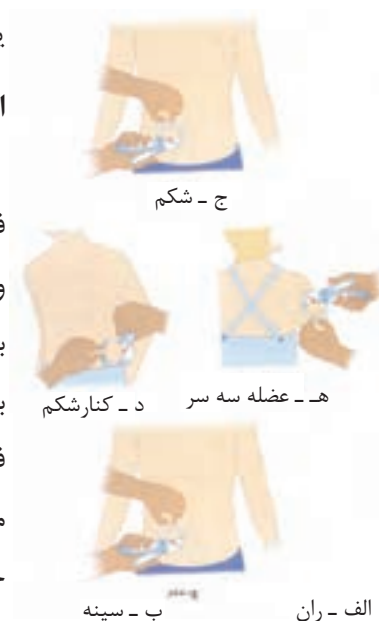 ج ـ شکم
هـ ـ عضله سه سر
د ـ کنارشکم
الف ـ ران
ب ـ سینه